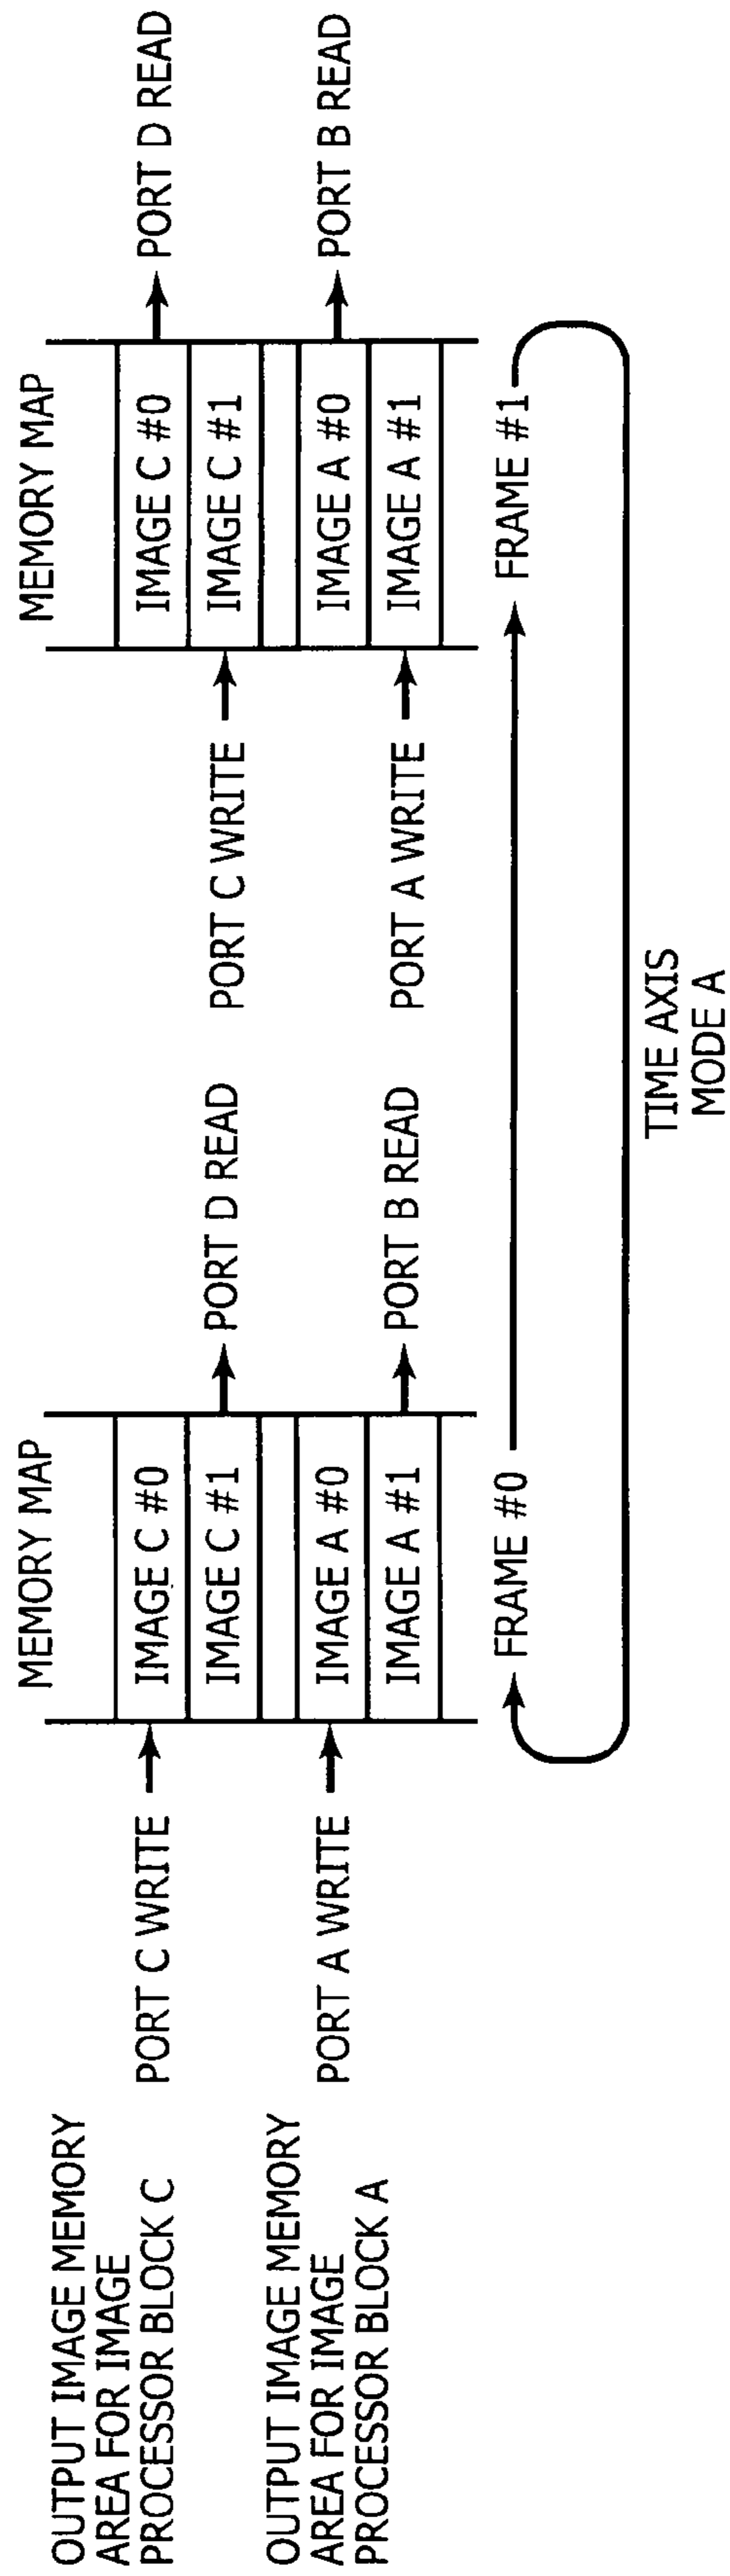 OUTPUT IMAGE MEMORY
AREA FOR IMAGE
PROCESSOR BLOCK C
OUTPUT IMAGE MEMORY
AREA FOR IMAGE
PROCESSOR BLOCK A
PORT C WRITE
PORT A WRITE
MEMORY MAP
IMAGE C #0
IMAGE C #1
IMAGE A #0
IMAGE A #1
PORT D READ
PORT B READ
PORT C WRITE
PORT A WRITE
MEMORY MAP
IMAGE C #0
IMAGE C #1
IMAGE A #0
IMAGE A #1
PORT D READ
PORT B READ
FRAME #0
FRAME #1
TIME AXIS
MODE A